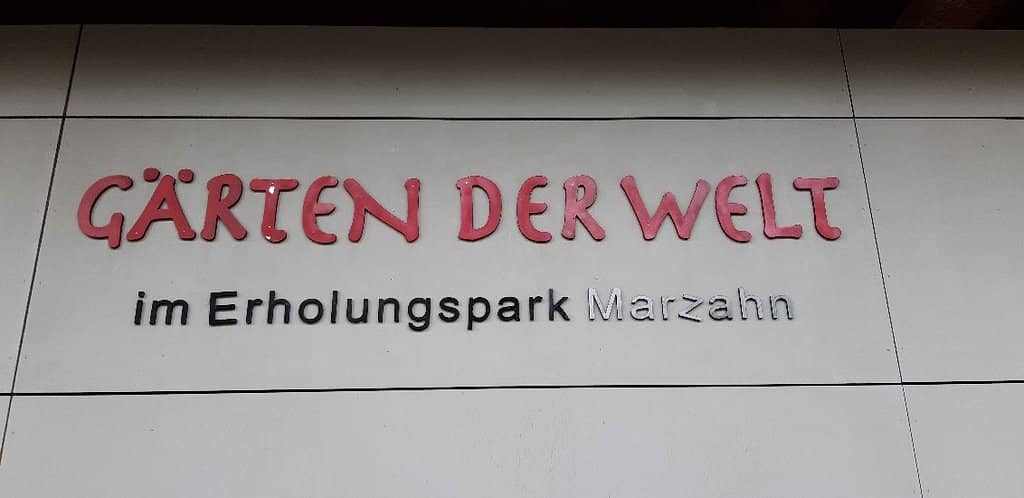 GÄRTEN DER WELT
im Erholungspark Marzahn